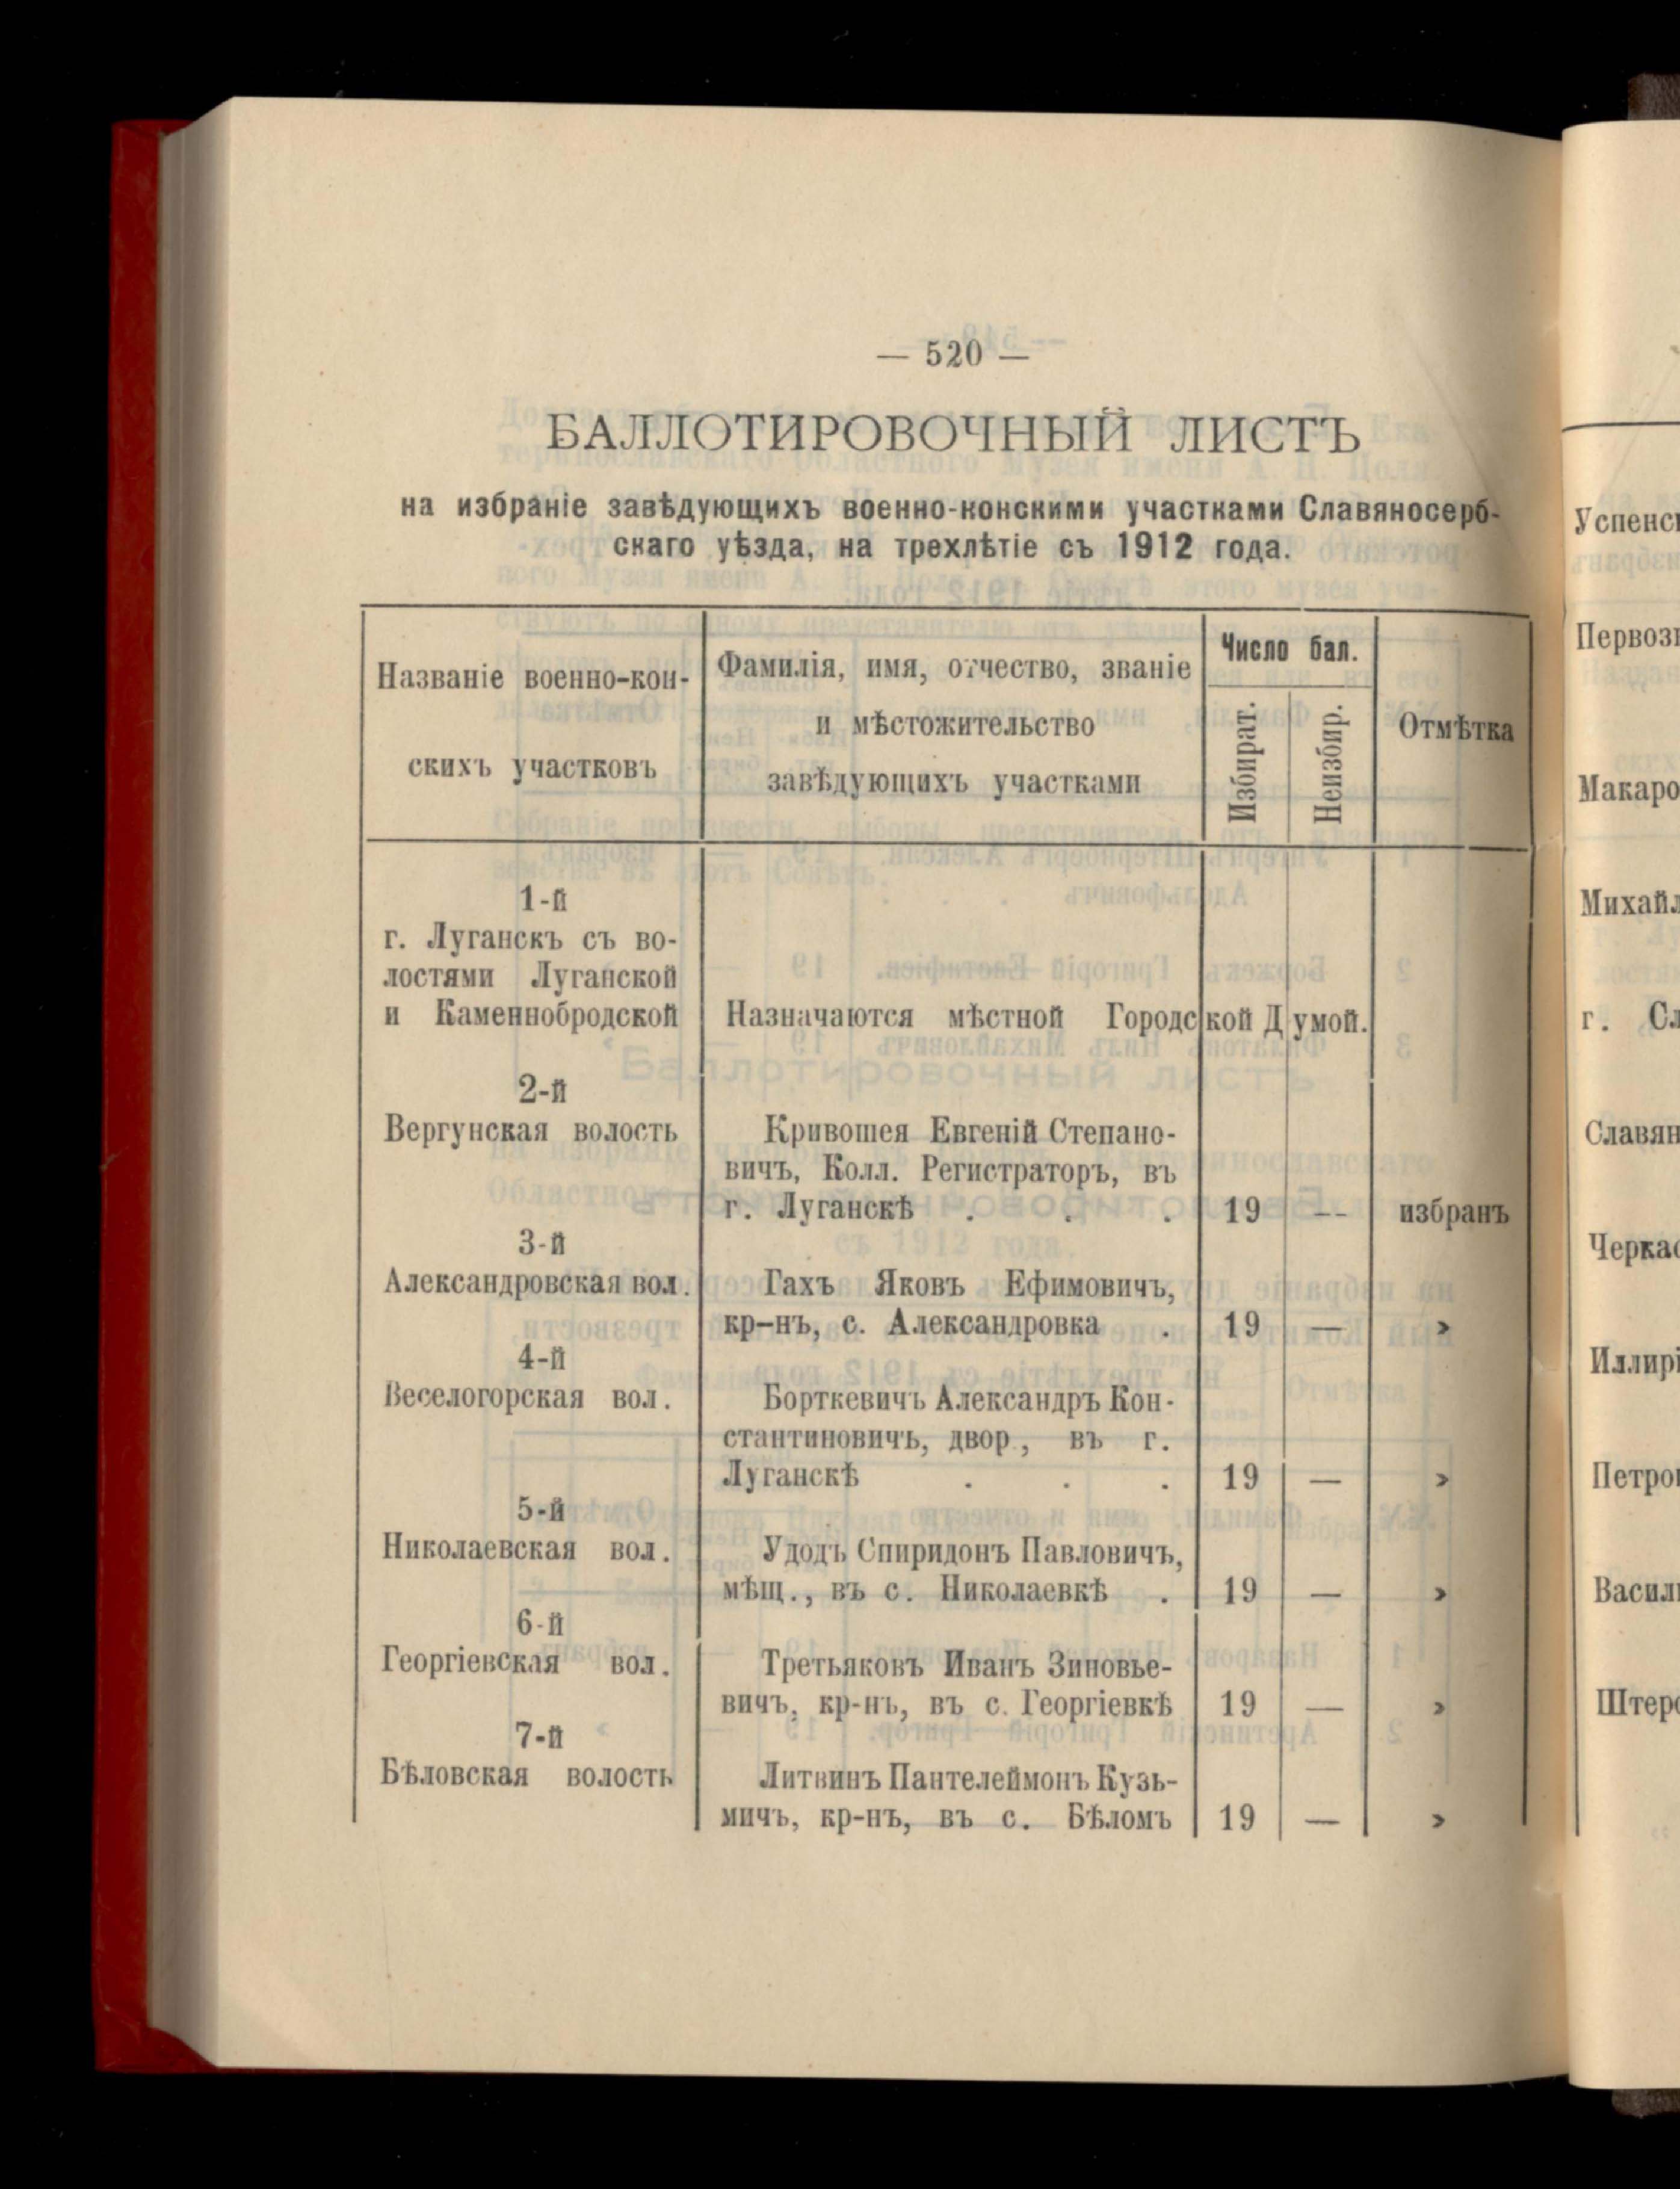 — 520 —
БАЛЛОТИРОВОЧНЫЙ ЛИСТЪ
на избраніе завѣдующихъ военно-конскими участками Славяносерб-
скаго уѣзда, на трехлѣтіе съ 1912 года.
Названіе военно-кон-
скихъ участковъ
Фамилія, имя, отчество, званіе
и мѣстожительство
завѣдующихъ участками
Число бал.
Избират.
Неизбир.
Отмѣтка
1-й
г. Луганскъ съ во-
лостями Луганской
и Каменнобродской Назначаются мѣстной Городской Думой.
2-й
Вергунская волость Кривошея Евгеній Степано-
вичъ, Колл. Регистраторъ, въ
г. Луганскѣ . . . 19 — избранъ
3-й
Александровская вол. Гахъ Яковъ Ефимовичъ,
кр-нъ, с. Александровка . 19 — »
4-й
Веселогорская вол. Борткевичъ Александръ Кон-
стантиновичъ, двор., въ г.
Луганскѣ . . . 19 — »
5-й
Николаевская вол. Удодъ Спиридонъ Павловичъ,
мѣщ., въ с. Николаевкѣ . 19 — »
6-й
Георгіевская вол. Третьяковъ Иванъ Зиновье-
вичъ, кр-нъ, въ с. Георгіевкѣ 19 — »
7-й
Бѣловская волость Литвинъ Пантелеймонъ Кузь-
мичъ, кр-нъ, въ с. Бѣломъ 19 — »
Успенс
Первоз
Макаро
Михай
г. Сл
Славян
Черкас
Иллирі
Петро
Васил
Штер